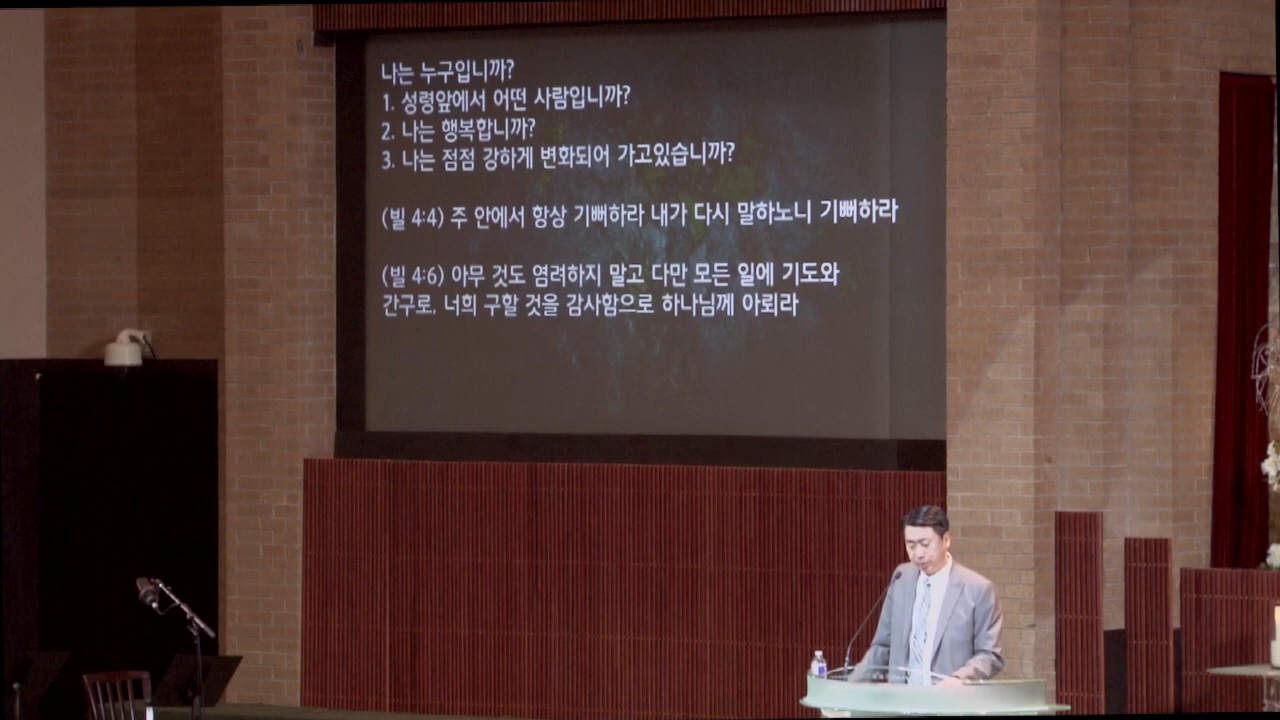 나는 누구입니까?
1. 성령앞에서 어떤 사람입니까?
2. 나는 행복합니까?
3. 나는 점점 강하게 변화되어 가고있습니까?
(빌 4:4) 주 안에서 항상 기뻐하라 내가 다시 말하노니 기뻐하라
(빌 4:6) 아무 것도 염려하지 말고 다만 모든 일에 기도와
간구로, 너희 구할 것을 감사함으로 하나님께 아뢰라